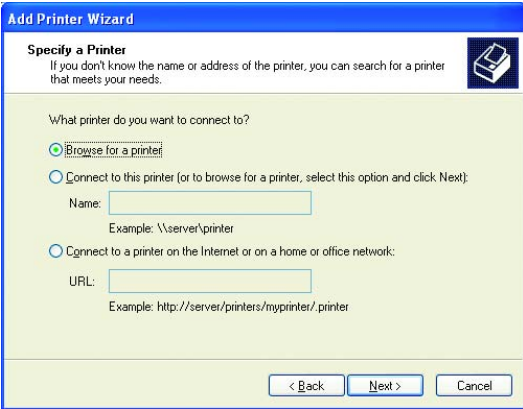 Add Printer Wizard
Specify a Printer
If you don't know the name or address of the printer, you can search for a printer
that meets your needs.
What printer do you want to connect to?
Browse for a printer
Connect to this printer (or to browse for a printer, select this option and click Next):
Name:
Example: \\server\printer
Connect to a printer on the Internet or on a home or office network:
URL:
Example: http://server/printers/myprinter/.printer
< Back Next > Cancel